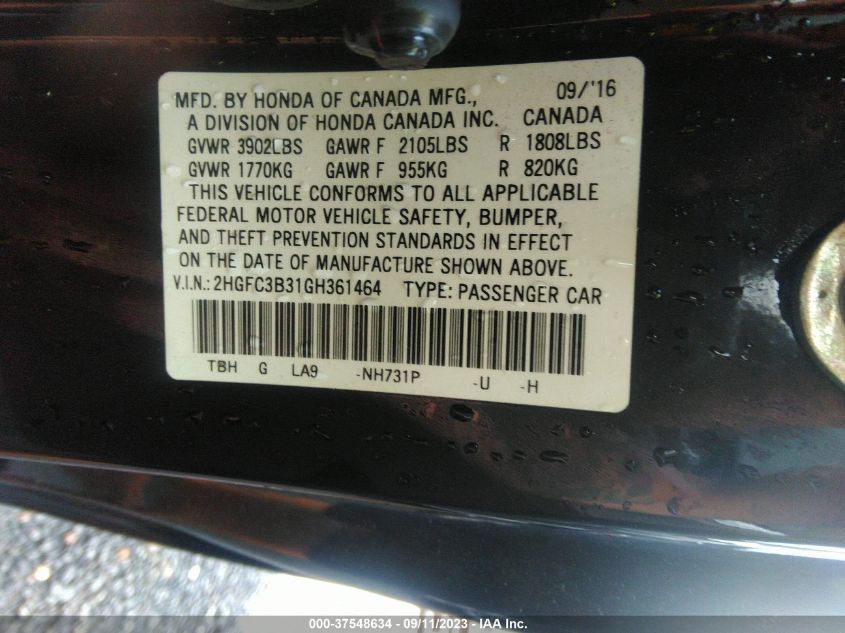 MFD. BY HONDA OF CANADA MFG., 09/'16
A DIVISION OF HONDA CANADA INC. CANADA
GVWR 3902LBS GAWR F 2105LBS R 1808LBS
GVWR 1770KG GAWR F 955KG R 820KG
THIS VEHICLE CONFORMS TO ALL APPLICABLE
FEDERAL MOTOR VEHICLE SAFETY, BUMPER,
AND THEFT PREVENTION STANDARDS IN EFFECT
ON THE DATE OF MANUFACTURE SHOWN ABOVE.
V.I.N.: 2HGFC3B31GH361464 TYPE: PASSENGER CAR
TBH G LA9 -NH731P -U -H
000-37548634 - 09/11/2023 - IAA Inc.